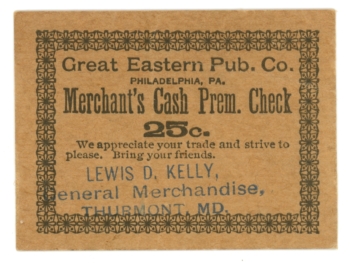 Great Eastern Pub. Co.
PHILADELPHIA, PA.
Merchant's Cash Prem. Check
25c.
We appreciate your trade and strive to
please. Bring your friends.
LEWIS D. KELLY,
General Merchandise,
THURMONT, MD.